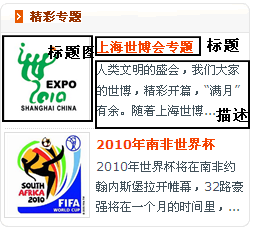 精彩专题
标题图
上海世博会专题
标题
人类文明的盛会，我们大家
的世博，精彩开篇，“满月”
有余。随着上海世博...
描述
EXPO
2010
SHANGHAI CHINA
2010年南非世界杯
2010年世界杯将在南非约
翰内斯堡拉开帷幕，32路豪
强将在一个月的时间里，...
SOUTH AFRICA
2010
FIFA
WORLD CUP